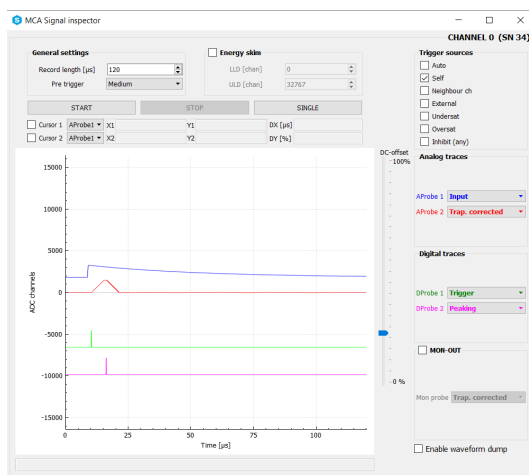 MCA Signal inspector
CHANNEL 0 (SN 34)
General settings
Record length [µs] 120
Pre trigger Medium
Energy skim
LLD [chan] 0
ULD [chan] 32767
Trigger sources
Auto
Self
Neighbour ch
External
Undersat
Oversat
Inhibit (any)
START STOP SINGLE
Cursor 1 AProbe1 X1 Y1 DX [µs]
Cursor 2 AProbe1 X2 Y2 DY [%]
DC-offset
100%
0 %
15000
10000
5000
0
-5000
-10000
-15000
ADC channels
0 25 50 75 100
Time [µs]
Analog traces
AProbe 1 Input
AProbe 2 Trap. corrected
Digital traces
DProbe 1 Trigger
DProbe 2 Peaking
MON-OUT
Mon probe Trap. corrected
Enable waveform dump